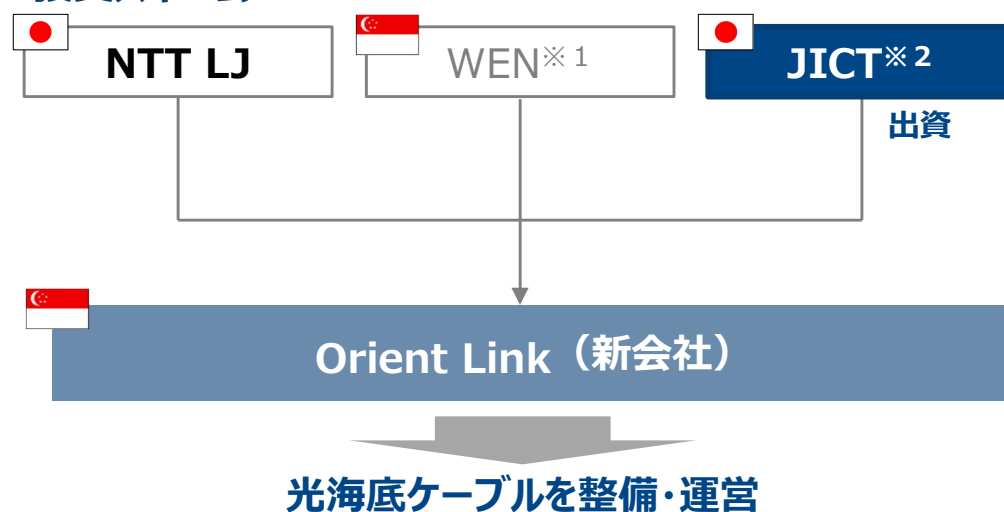 NTT LJ
WEN※1
JICT※2
出資
Orient Link（新会社）
光海底ケーブルを整備・運営